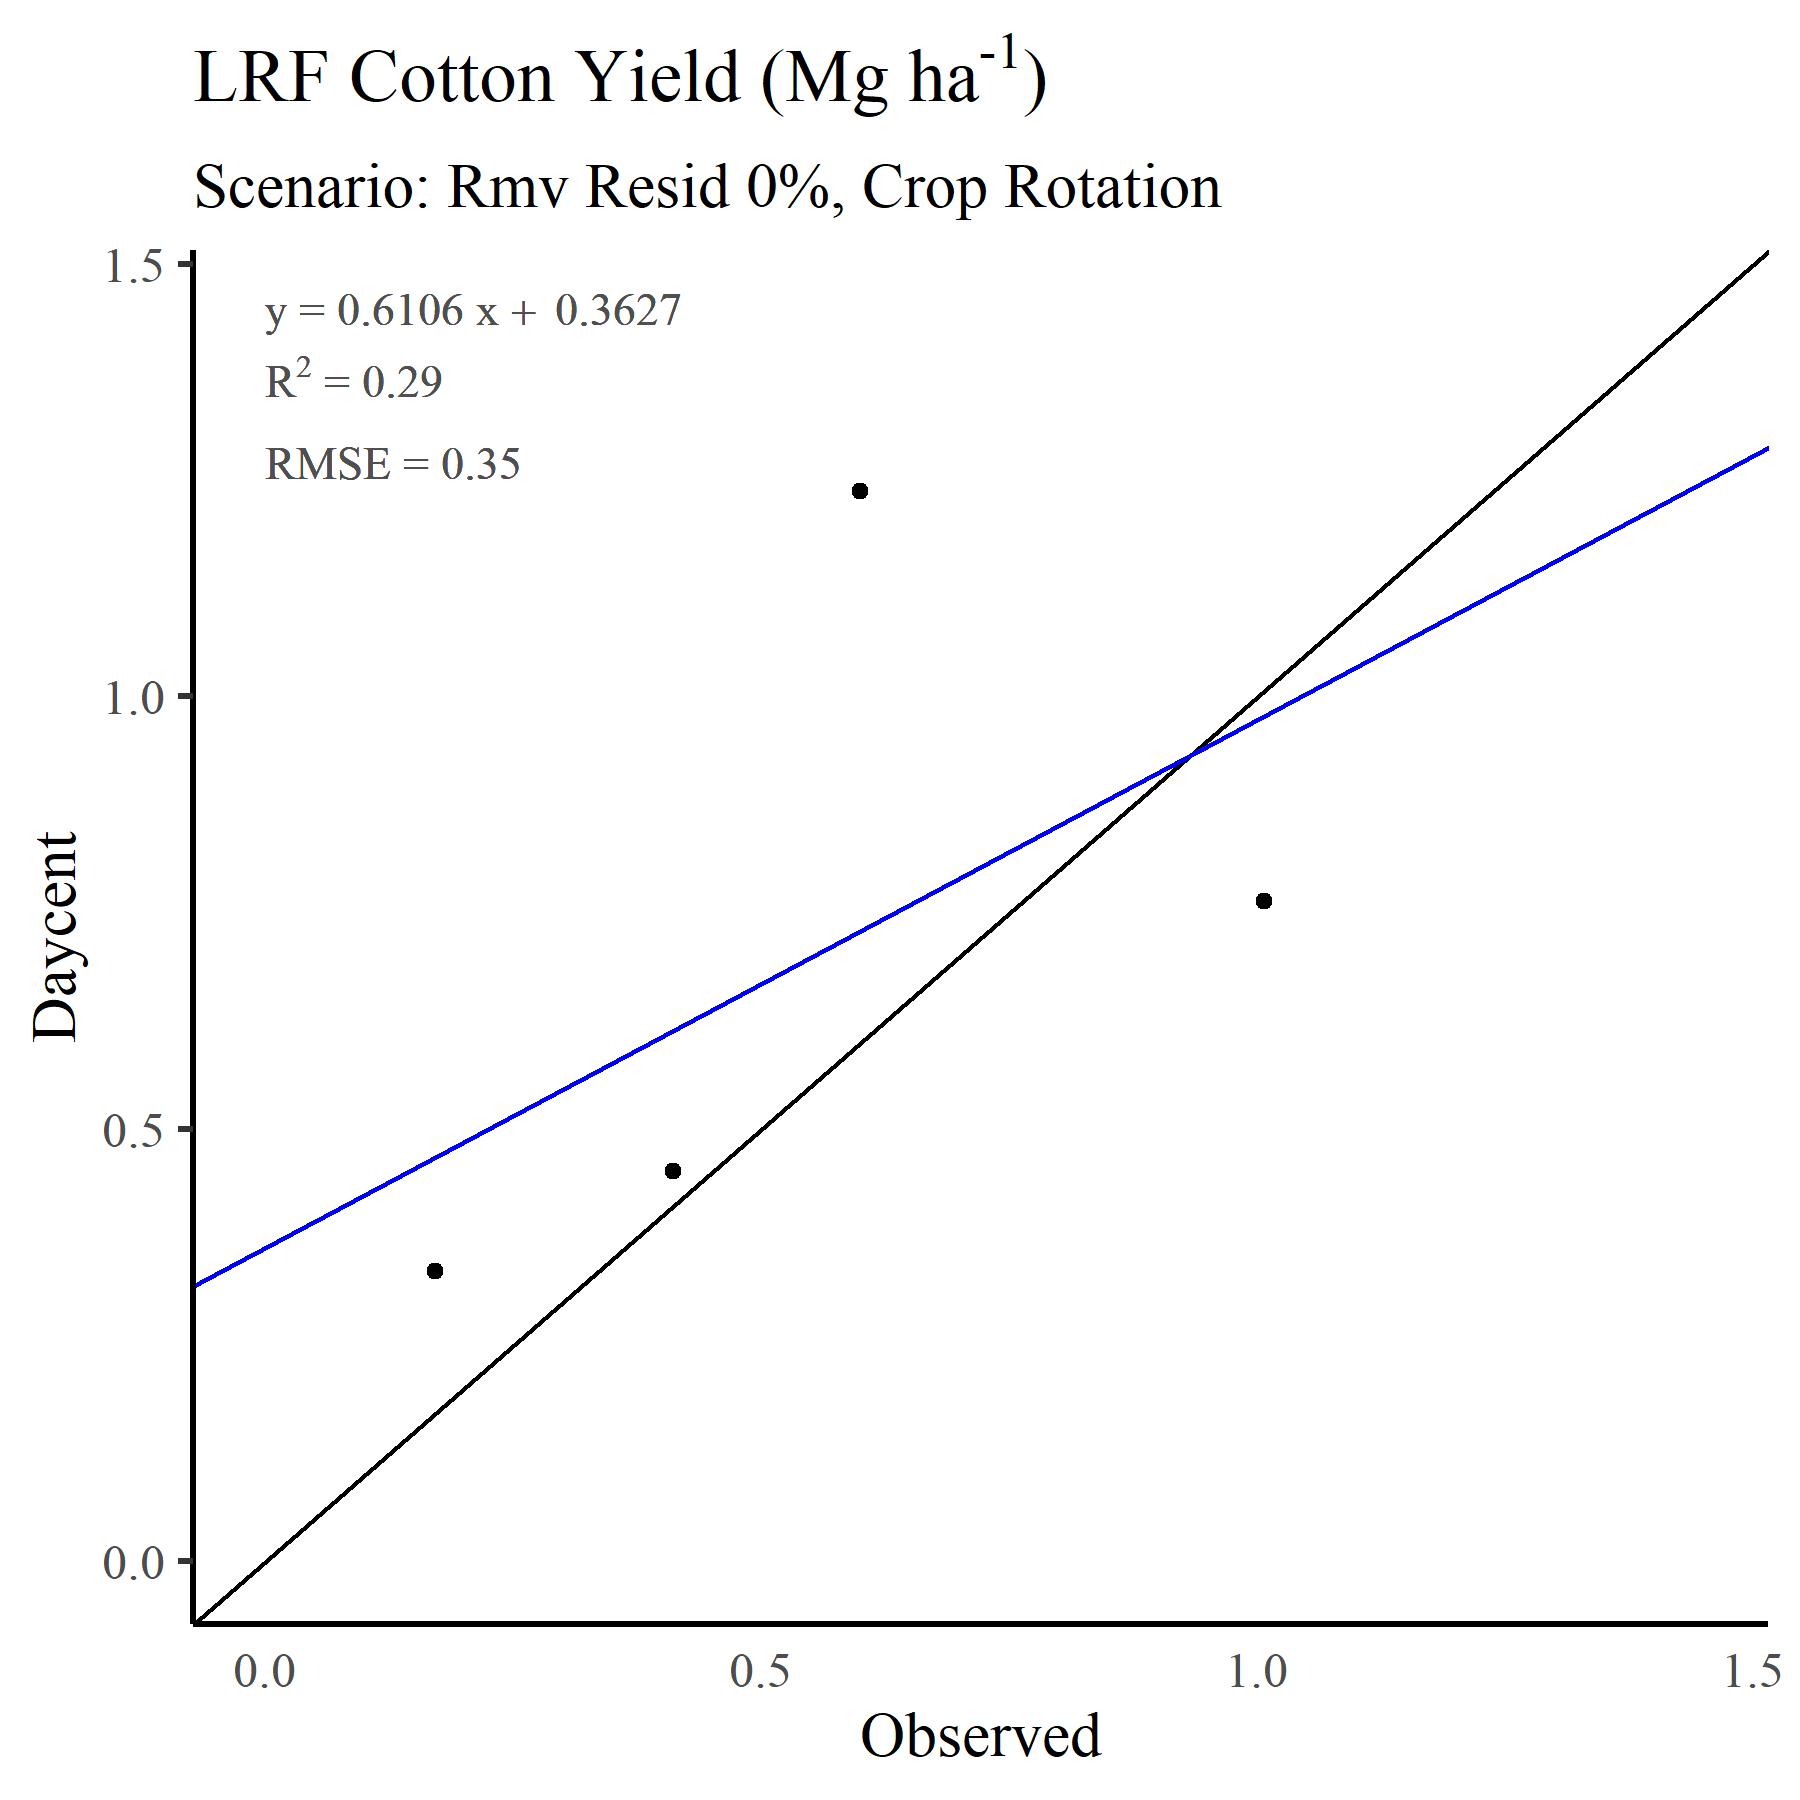 LRF Cotton Yield (Mg ha⁻¹)
Scenario: Rmv Resid 0%, Crop Rotation
y = 0.6106 x + 0.3627
R² = 0.29
RMSE = 0.35
1.5
1.0
0.5
0.0
Daycent
0.0 0.5 1.0 1.5
Observed